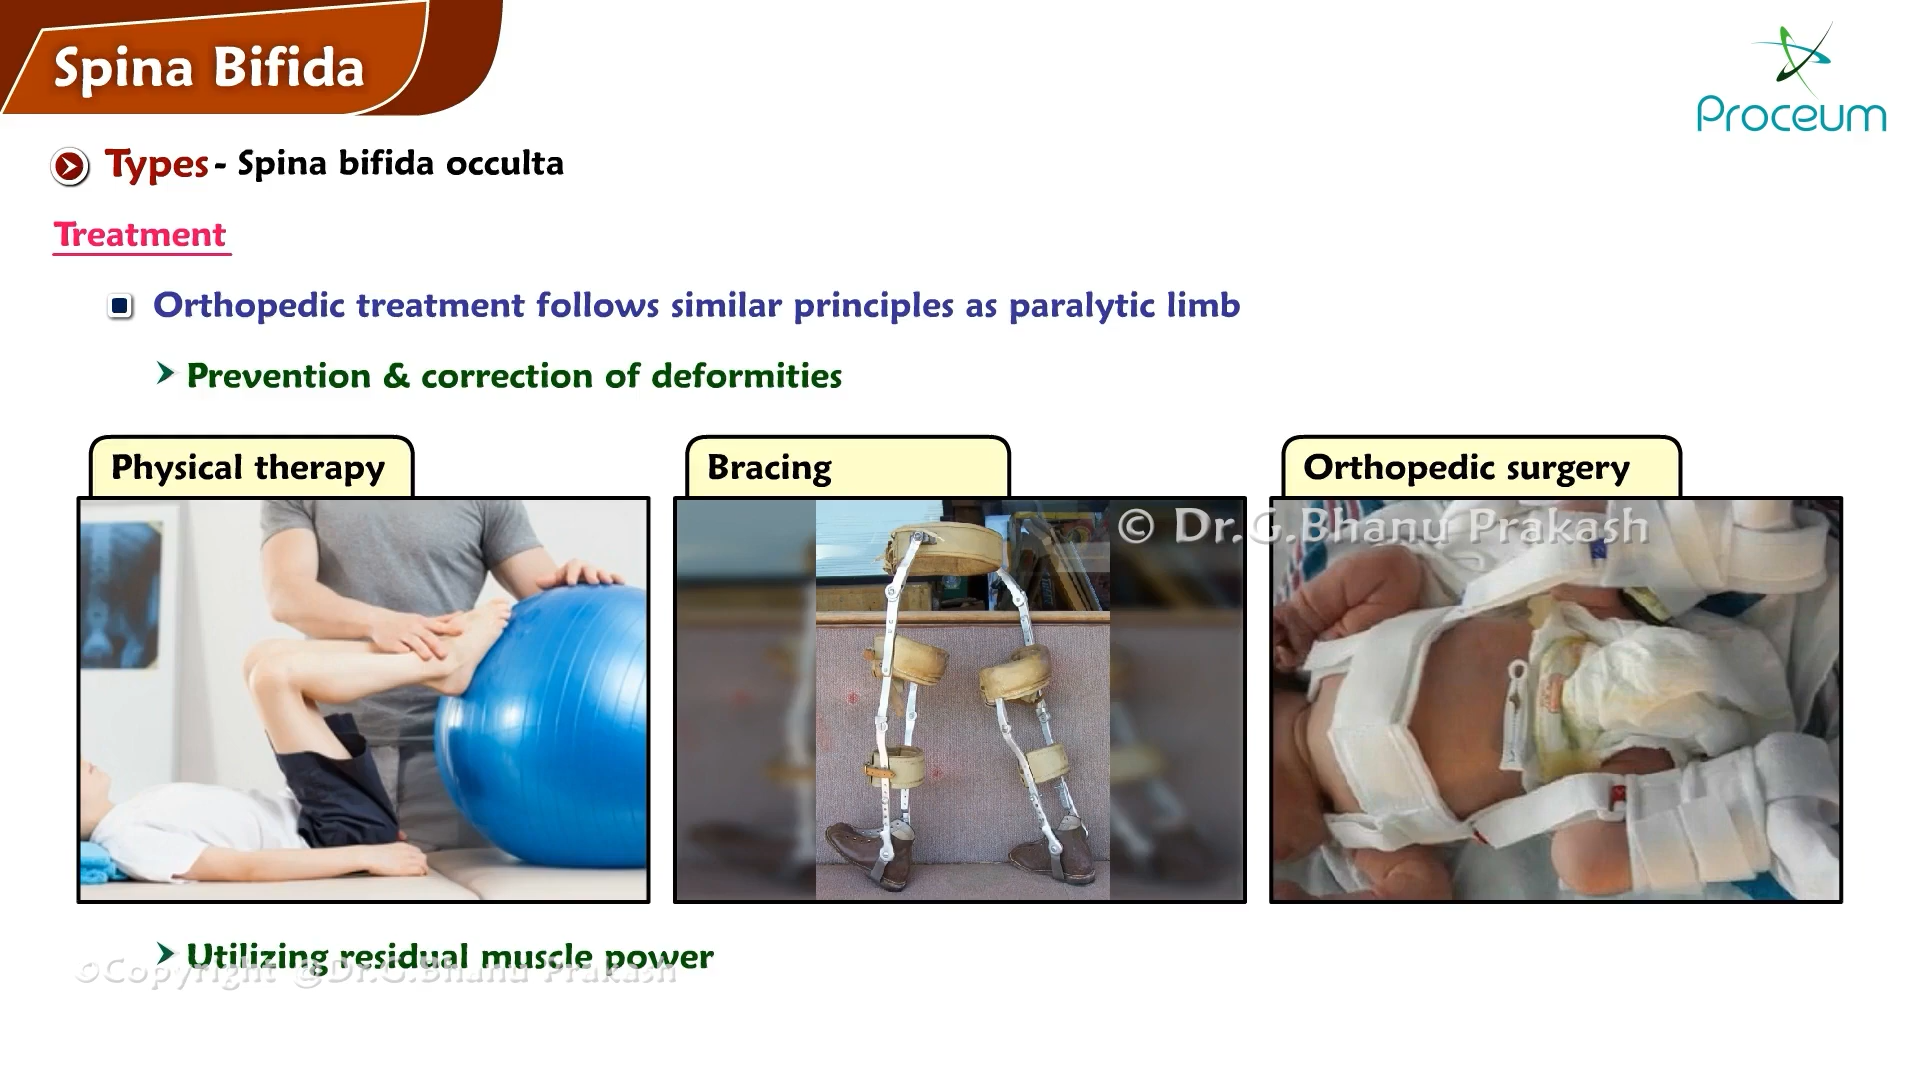 Spina Bifida
Proceum
Types - Spina bifida occulta
Treatment
Orthopedic treatment follows similar principles as paralytic limb
Prevention & correction of deformities
Physical therapy
Bracing
Orthopedic surgery
© Dr.G.Bhanu Prakash
Utilizing residual muscle power
©Copyright @Dr.G.Bhanu Prakash